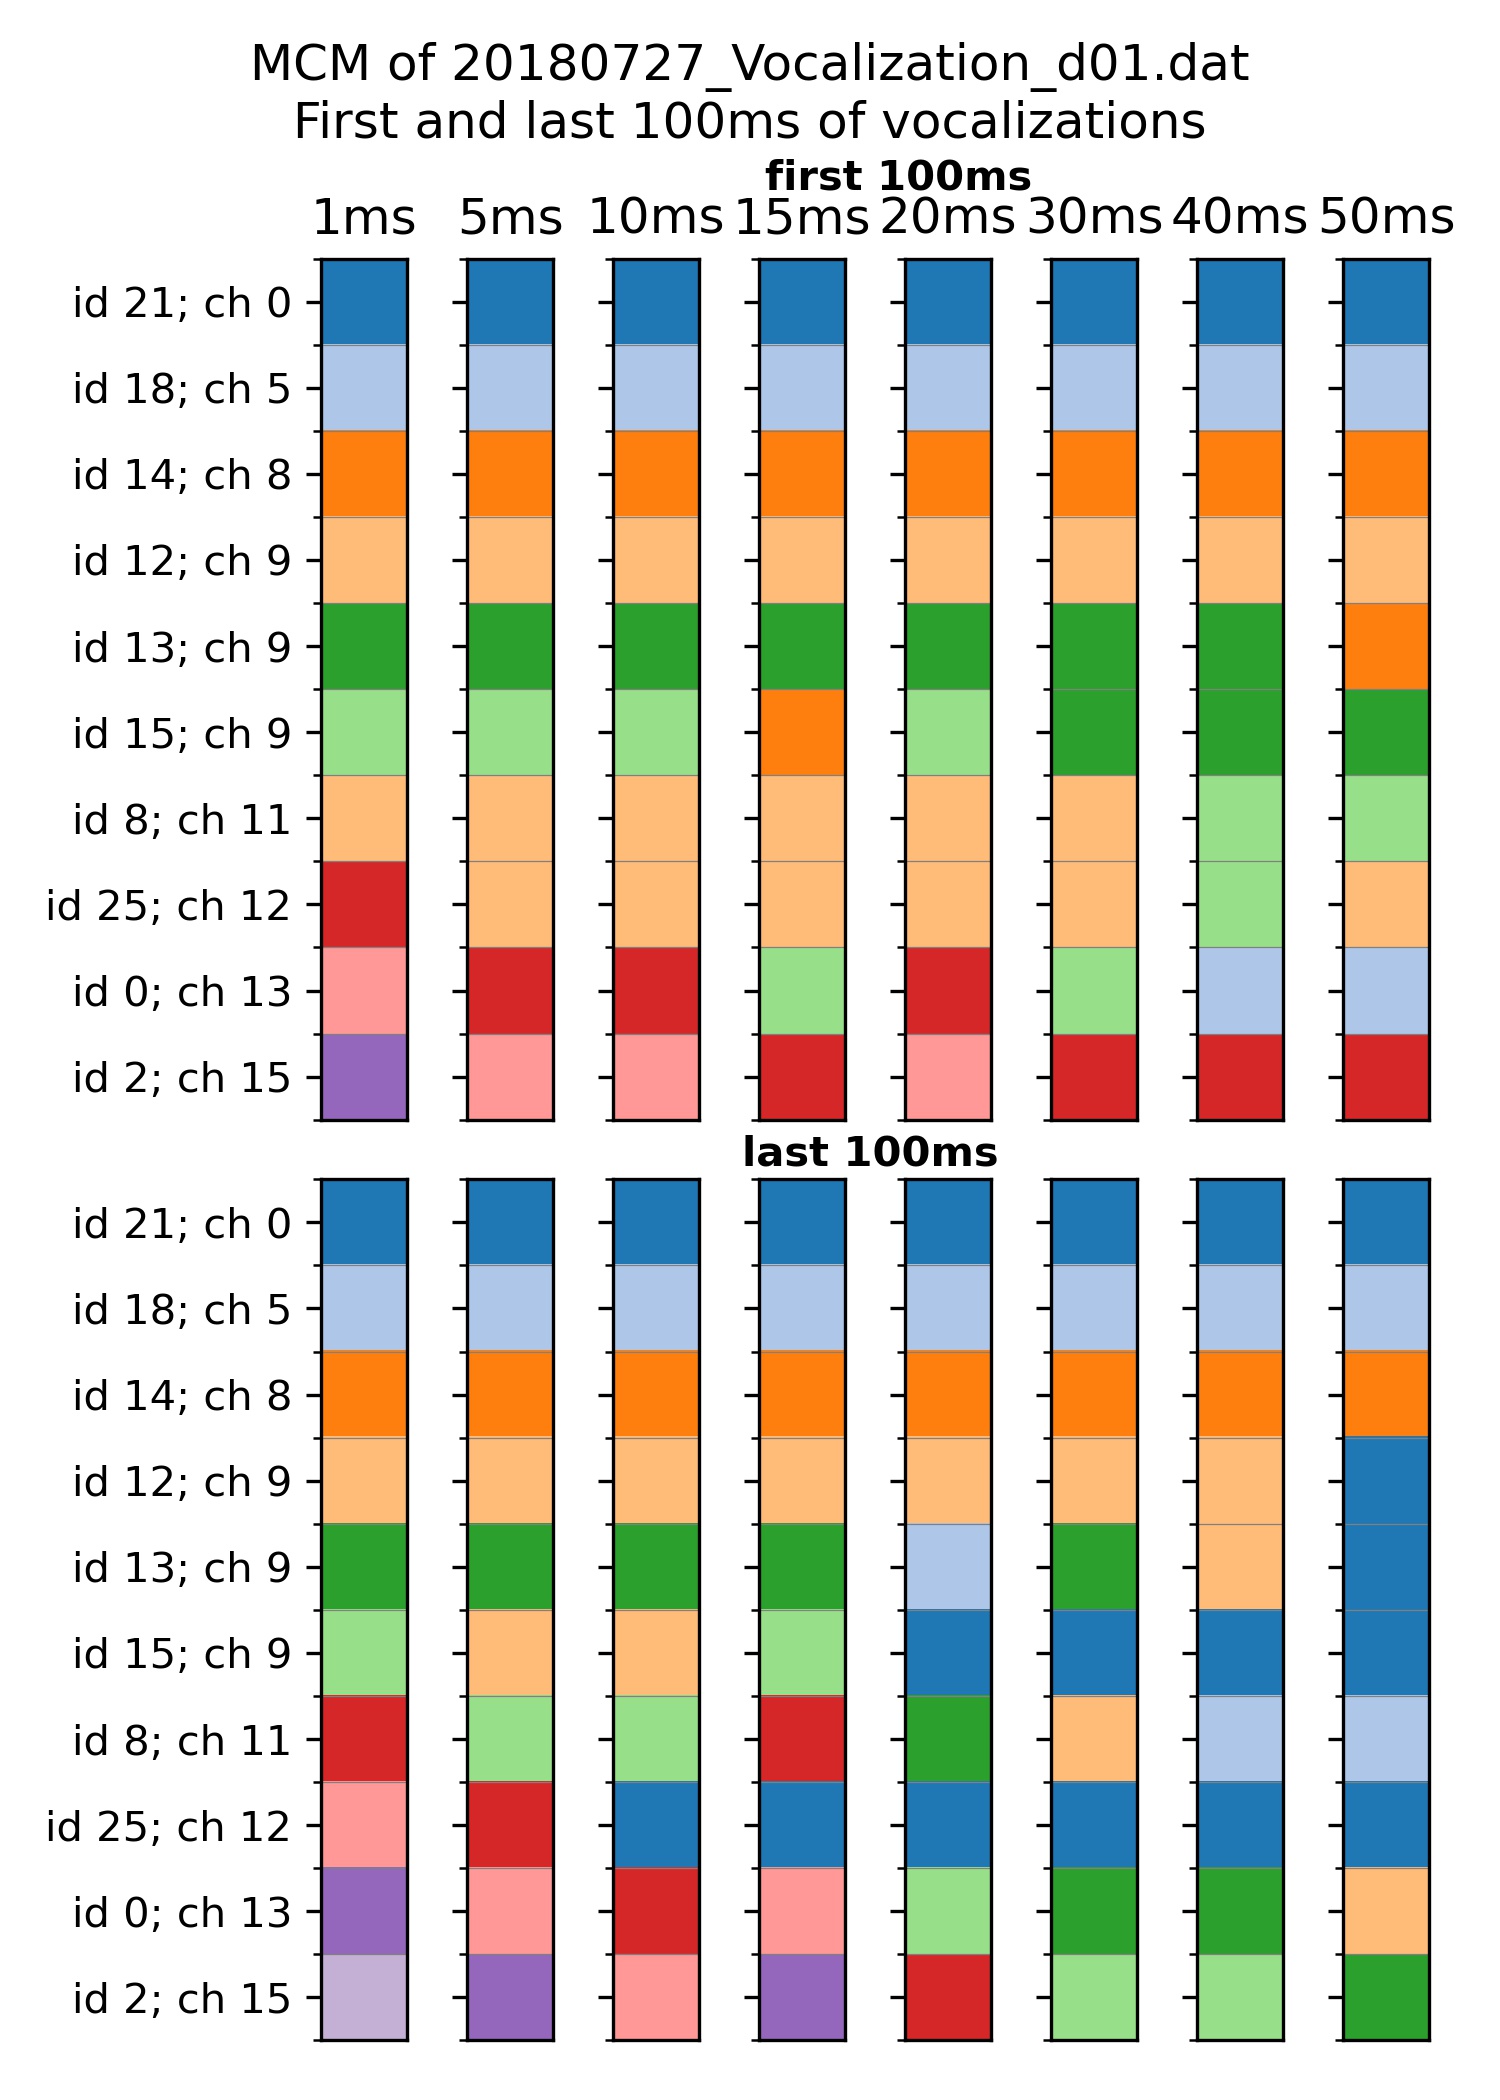 MCM of 20180727_Vocalization_d01.dat
First and last 100ms of vocalizations
first 100ms
1ms 5ms 10ms 15ms 20ms 30ms 40ms 50ms
id 21; ch 0
id 18; ch 5
id 14; ch 8
id 12; ch 9
id 13; ch 9
id 15; ch 9
id 8; ch 11
id 25; ch 12
id 0; ch 13
id 2; ch 15
last 100ms
id 21; ch 0
id 18; ch 5
id 14; ch 8
id 12; ch 9
id 13; ch 9
id 15; ch 9
id 8; ch 11
id 25; ch 12
id 0; ch 13
id 2; ch 15